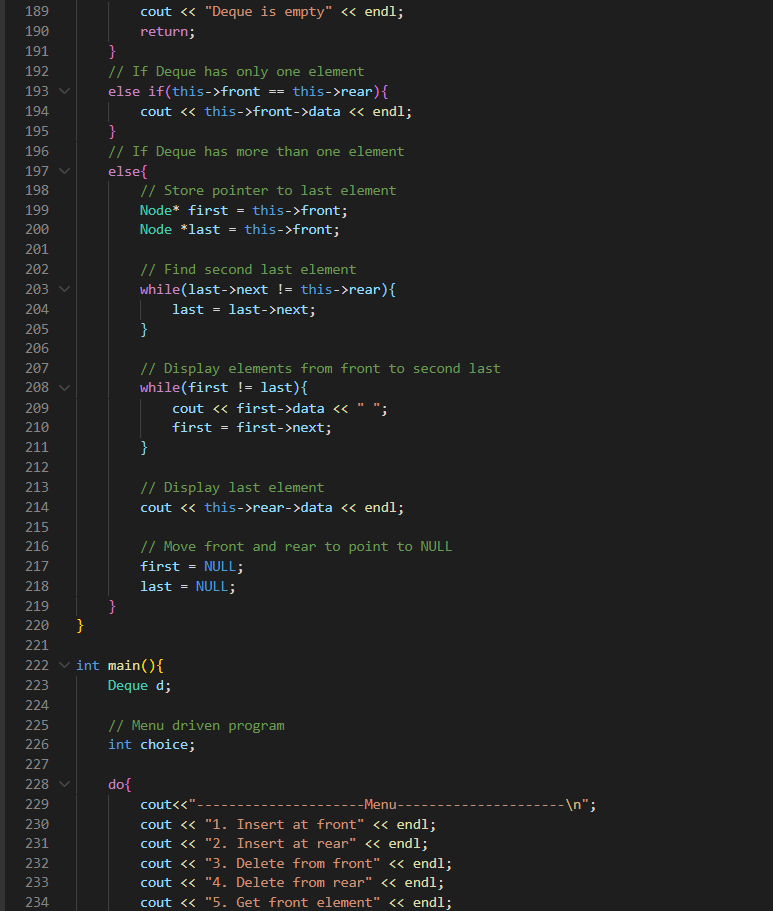 189 cout << "Deque is empty" << endl;
190 return;
191 }
192 // If Deque has only one element
193 else if(this->front == this->rear){
194 cout << this->front->data << endl;
195 }
196 // If Deque has more than one element
197 else{
198 // Store pointer to last element
199 Node* first = this->front;
200 Node *last = this->front;
201
202 // Find second last element
203 while(last->next != this->rear){
204 last = last->next;
205 }
206
207 // Display elements from front to second last
208 while(first != last){
209 cout << first->data << " ";
210 first = first->next;
211 }
212
213 // Display last element
214 cout << this->rear->data << endl;
215
216 // Move front and rear to point to NULL
217 first = NULL;
218 last = NULL;
219 }
220 }
221
222 int main(){
223 Deque d;
224
225 // Menu driven program
226 int choice;
227
228 do{
229 cout<<"---------------------Menu---------------------\n";
230 cout << "1. Insert at front" << endl;
231 cout << "2. Insert at rear" << endl;
232 cout << "3. Delete from front" << endl;
233 cout << "4. Delete from rear" << endl;
234 cout << "5. Get front element" << endl;